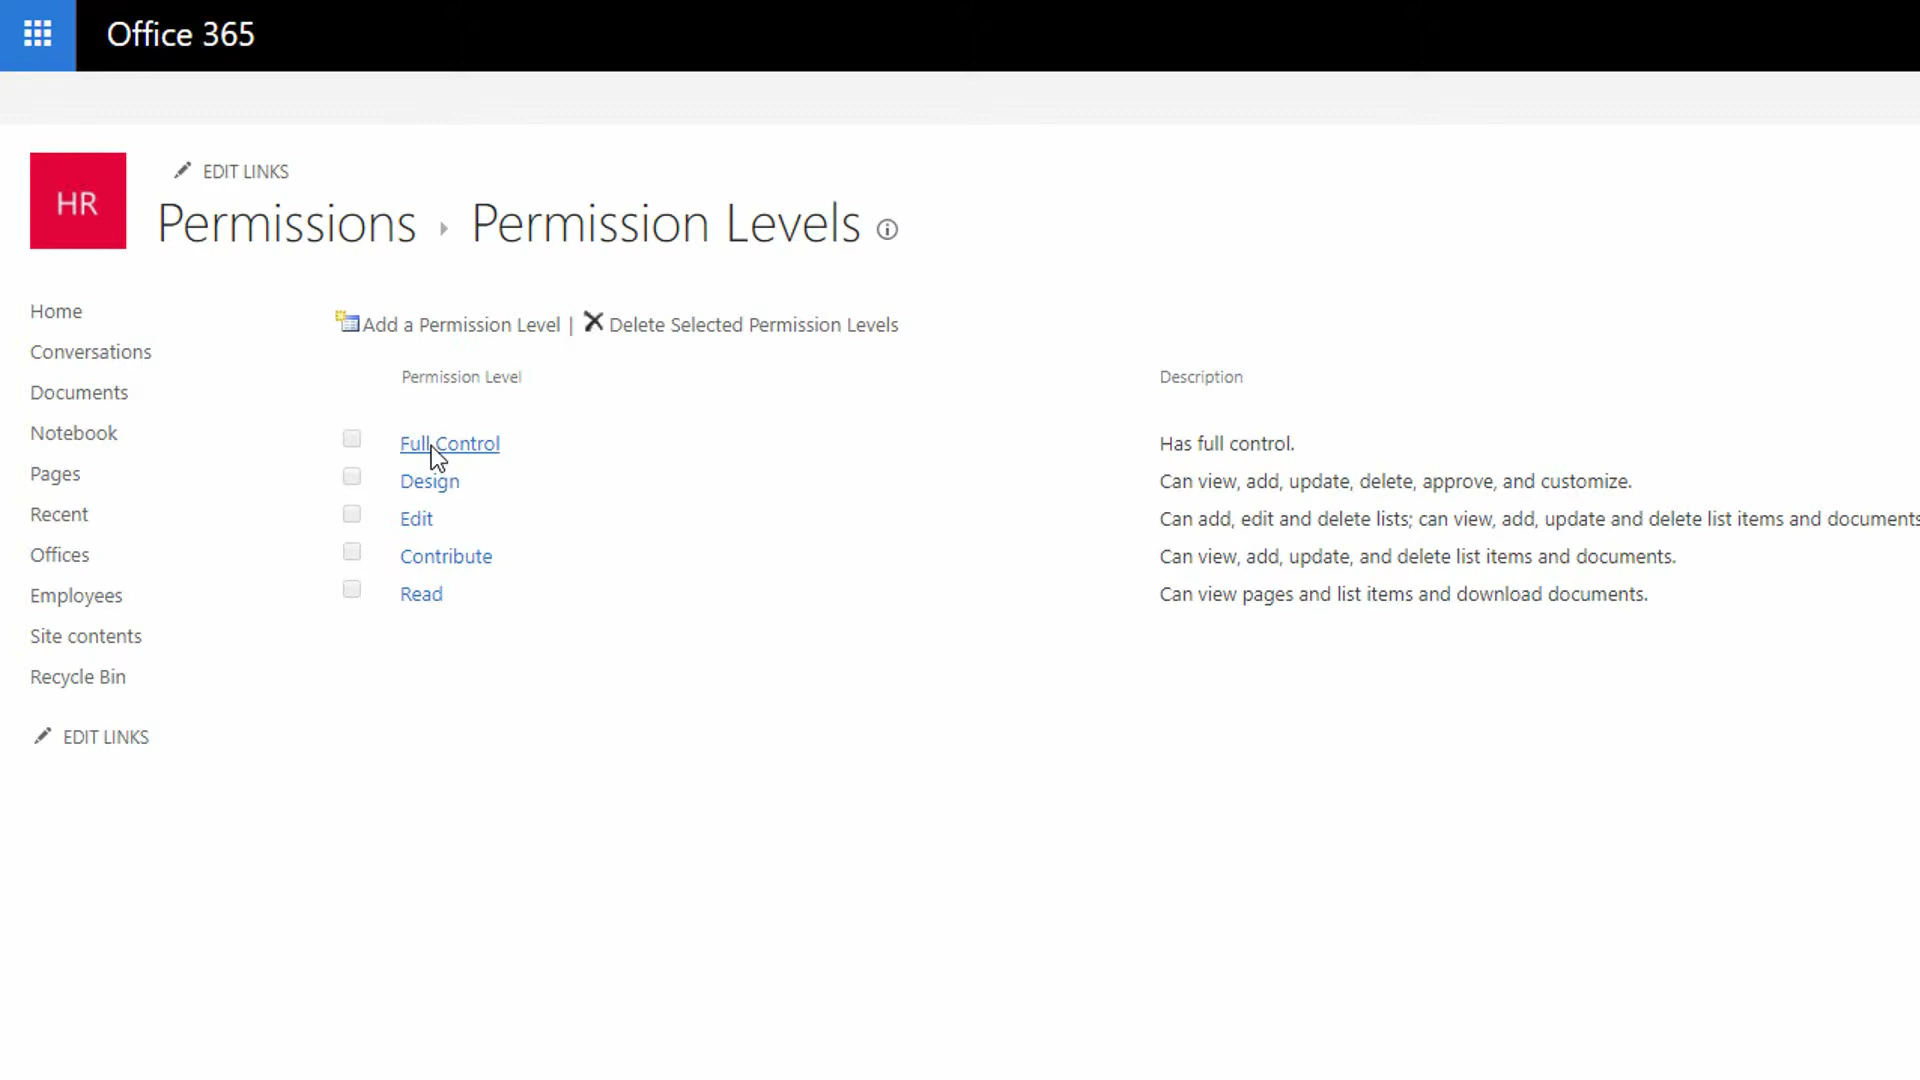 Office 365
EDIT LINKS
HR
Permissions Permission Levels
Home
Conversations
Documents
Notebook
Pages
Recent
Offices
Employees
Site contents
Recycle Bin
EDIT LINKS
Add a Permission Level | Delete Selected Permission Levels
Permission Level Description
Full Control Has full control.
Design Can view, add, update, delete, approve, and customize.
Edit Can add, edit and delete lists; can view, add, update and delete list items and documents
Contribute Can view, add, update, and delete list items and documents.
Read Can view pages and list items and download documents.